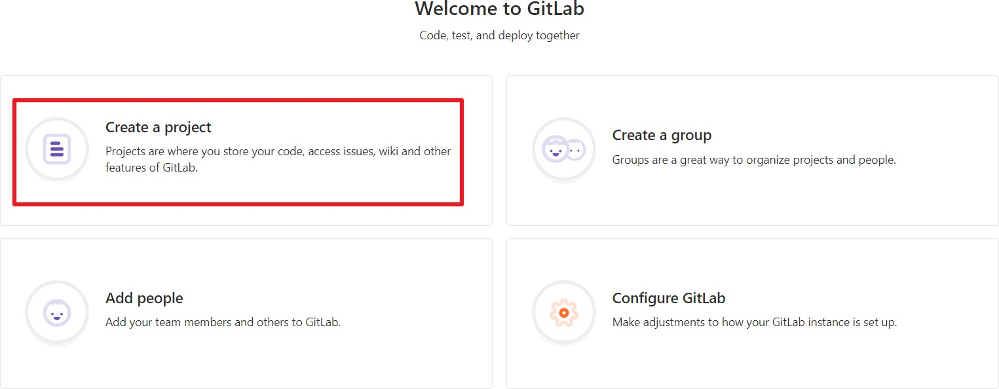 Welcome to GitLab
Code, test, and deploy together
Create a project
Projects are where you store your code, access issues, wiki and other
features of GitLab.
Create a group
Groups are a great way to organize projects and people.
Add people
Add your team members and others to GitLab.
Configure GitLab
Make adjustments to how your GitLab instance is set up.